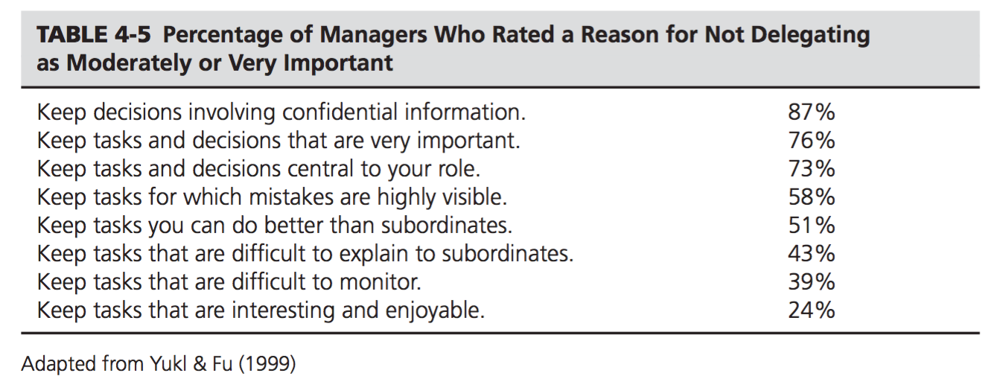 TABLE 4-5 Percentage of Managers Who Rated a Reason for Not Delegating
as Moderately or Very Important
Keep decisions involving confidential information. 87%
Keep tasks and decisions that are very important. 76%
Keep tasks and decisions central to your role. 73%
Keep tasks for which mistakes are highly visible. 58%
Keep tasks you can do better than subordinates. 51%
Keep tasks that are difficult to explain to subordinates. 43%
Keep tasks that are difficult to monitor. 39%
Keep tasks that are interesting and enjoyable. 24%
Adapted from Yukl & Fu (1999)